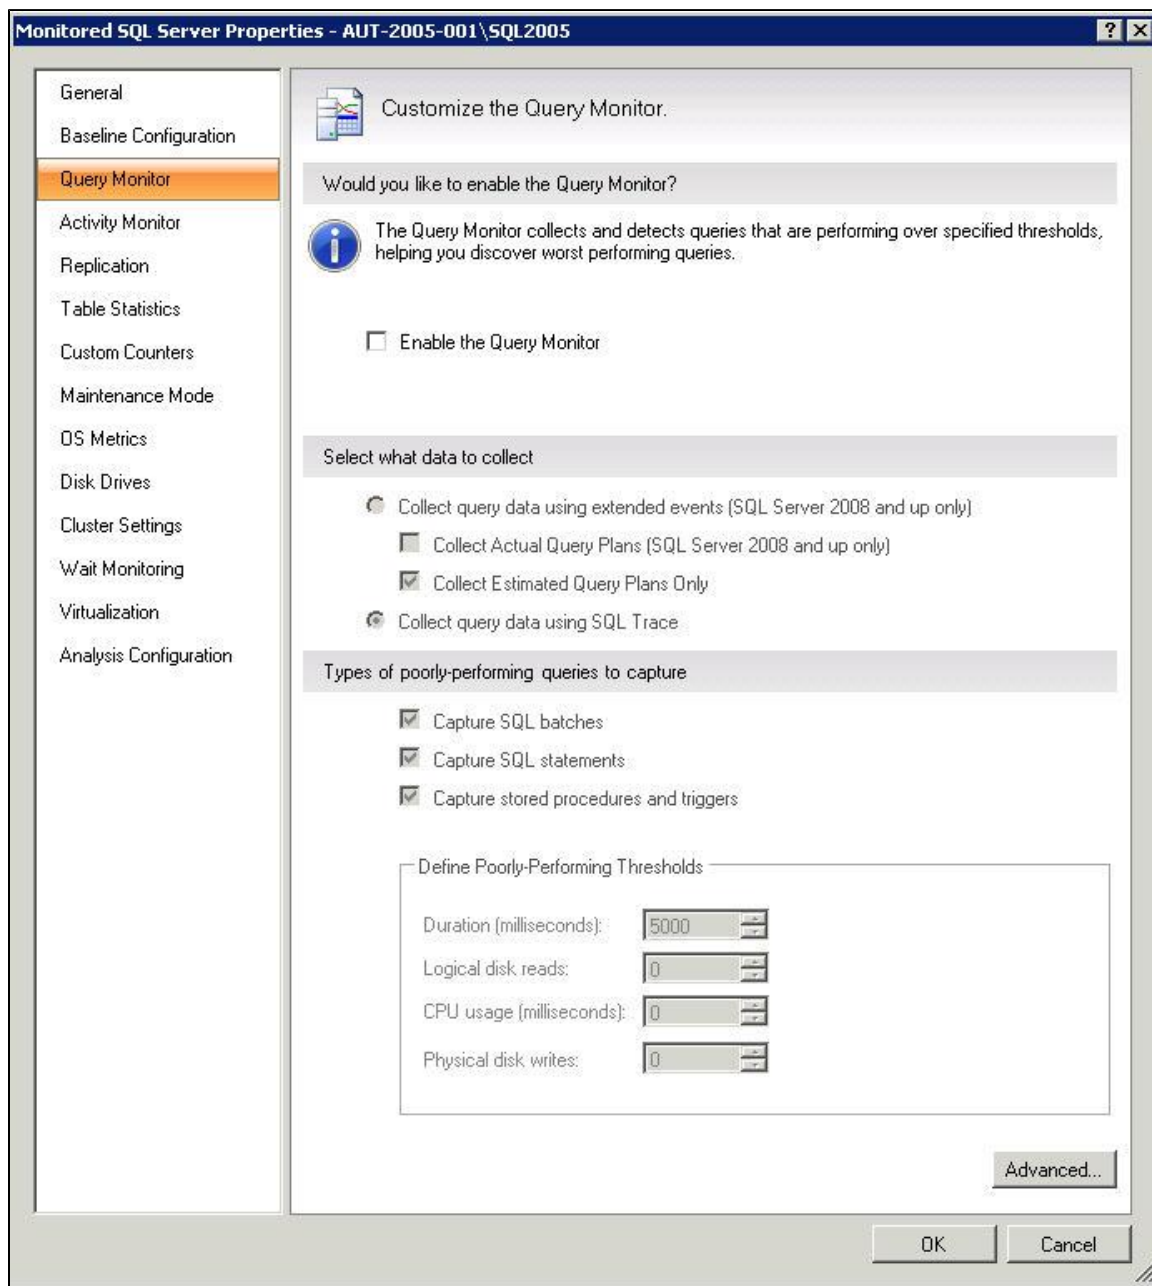 Monitored SQL Server Properties - AUT-2005-001\SQL2005
General
Baseline Configuration
Query Monitor
Activity Monitor
Replication
Table Statistics
Custom Counters
Maintenance Mode
OS Metrics
Disk Drives
Cluster Settings
Wait Monitoring
Virtualization
Analysis Configuration
Customize the Query Monitor.
Would you like to enable the Query Monitor?
The Query Monitor collects and detects queries that are performing over specified thresholds,
helping you discover worst performing queries.
Enable the Query Monitor
Select what data to collect
Collect query data using extended events (SQL Server 2008 and up only)
Collect Actual Query Plans (SQL Server 2008 and up only)
Collect Estimated Query Plans Only
Collect query data using SQL Trace
Types of poorly-performing queries to capture
Capture SQL batches
Capture SQL statements
Capture stored procedures and triggers
Define Poorly-Performing Thresholds
Duration (milliseconds): 5000
Logical disk reads: 0
CPU usage (milliseconds): 0
Physical disk writes: 0
Advanced...
OK Cancel